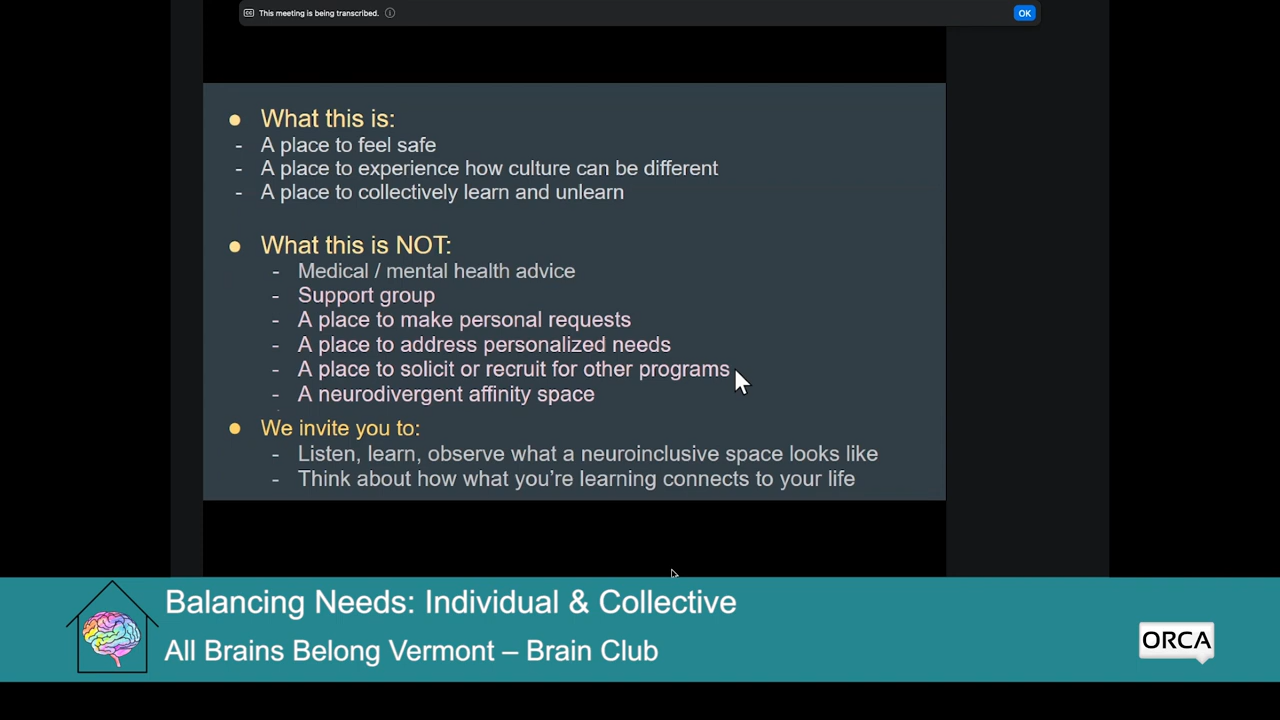 This meeting is being transcribed.
OK
● What this is:
- A place to feel safe
- A place to experience how culture can be different
- A place to collectively learn and unlearn
● What this is NOT:
- Medical / mental health advice
- Support group
- A place to make personal requests
- A place to address personalized needs
- A place to solicit or recruit for other programs
- A neurodivergent affinity space
● We invite you to:
- Listen, learn, observe what a neuroinclusive space looks like
- Think about how what you’re learning connects to your life
Balancing Needs: Individual & Collective
All Brains Belong Vermont – Brain Club
ORCA